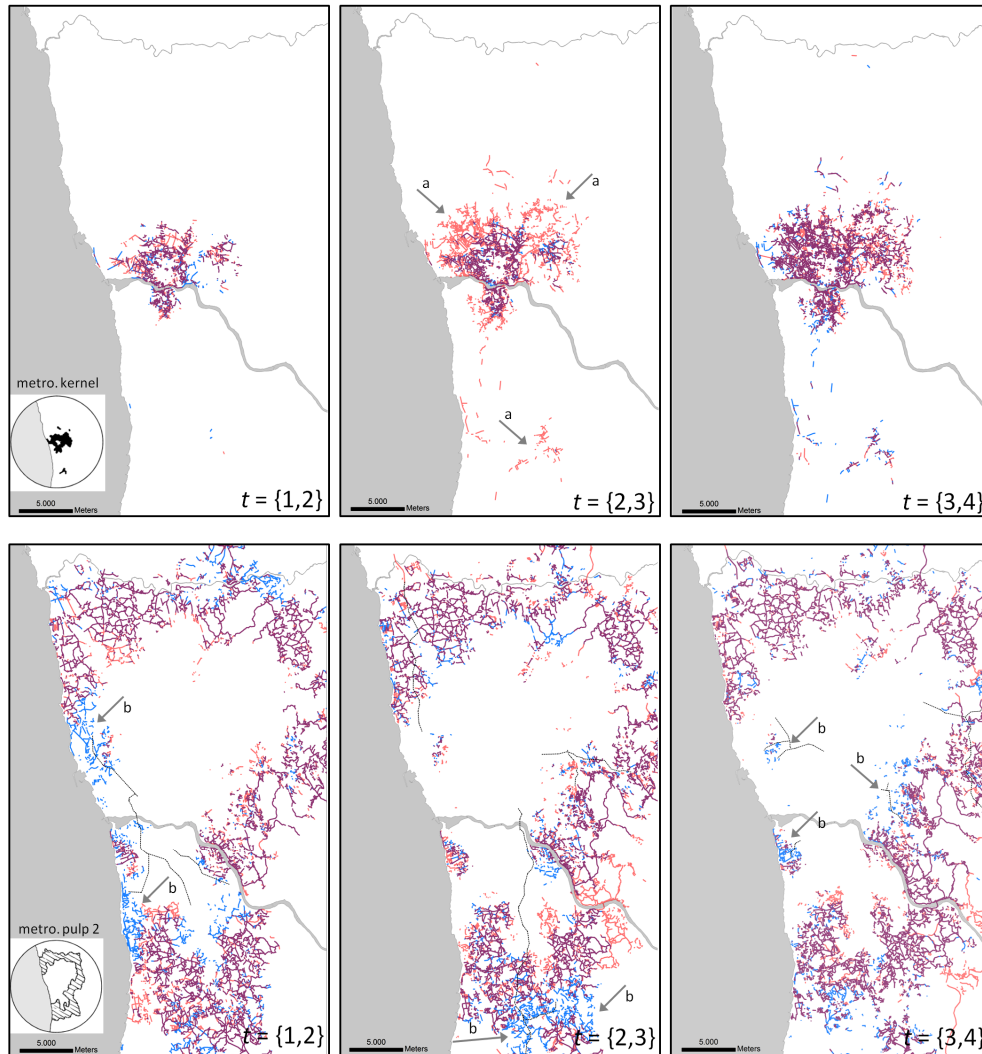 metro. kernel
5.000
Meters
t = {1,2}
a
a
a
5.000
Meters
t = {2,3}
5.000
Meters
t = {3,4}
b
b
metro. pulp 2
5.000
Meters
t = {1,2}
b
b
5.000
Meters
t = {2,3}
b
b
b
5.000
Meters
t = {3,4}